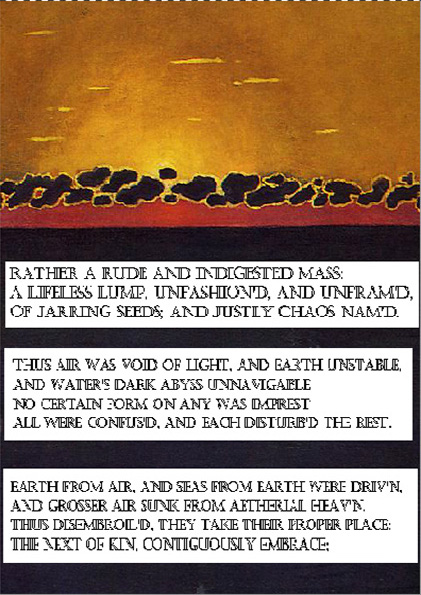 RATHER A RUDE AND INDIGESTED MASS:
A LIFELESS LUMP, UNFASHION'D, AND UNFRAM'D,
OF JARRING SEEDS; AND JUSTLY CHAOS NAM'D.
THUS AIR WAS VOID OF LIGHT, AND EARTH UNSTABLE,
AND WATER'S DARK ABYSS UNNAVIGABLE
NO CERTAIN FORM ON ANY WAS IMPREST
ALL WERE CONFUS'D, AND EACH DISTURB'D THE REST.
EARTH FROM AIR, AND SEAS FROM EARTH WERE DRIV'N,
AND GROSSER AIR SUNK FROM AETHERIAL HEAV'N.
THUS DISEMBROIL'D, THEY TAKE THEIR PROPER PLACE;
THE NEXT OF KIN, CONTIGUOUSLY EMBRACE;